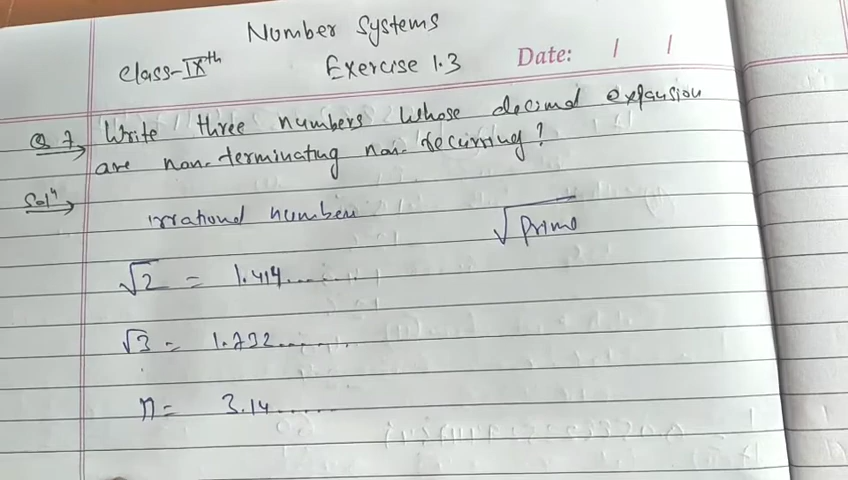 Number Systems
Class-IXth Exercise 1.3 Date: / /
Q 7 Write three numbers whose decimal expansion
are non-terminating non-recurring?
Solⁿ
irrational numbers √prime
√2 = 1.414......
√3 = 1.732.......
π = 3.14.......